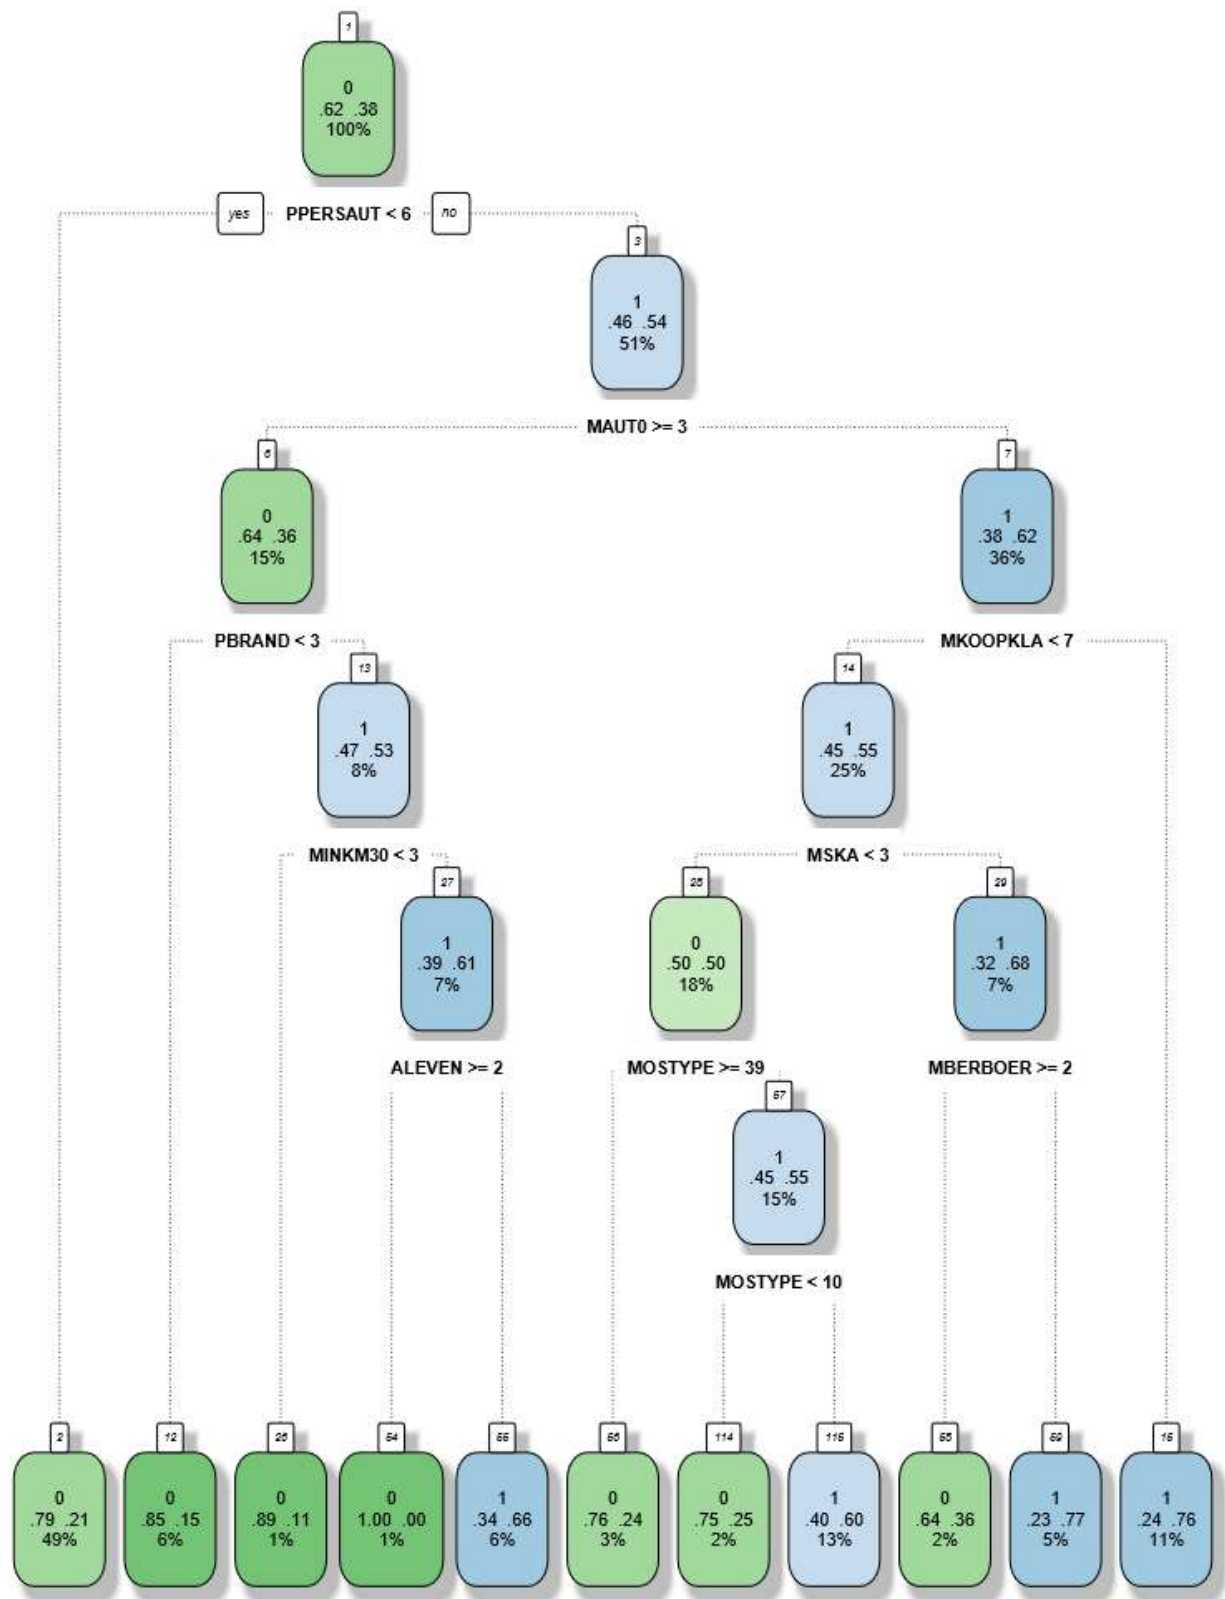 1
0
.62 .38
100%
yes PPERSAUT < 6 no
3
1
.46 .54
51%
MAUT0 >= 3
6 7
0 1
.64 .36 .38 .62
15% 36%
PBRAND < 3 MKOOPKLA < 7
13 14
1 1
.47 .53 .45 .55
8% 25%
MINKM30 < 3 MSKA < 3
27 28 29
1 0 1
.39 .61 .50 .50 .32 .68
7% 18% 7%
ALEVEN >= 2 MOSTYPE >= 39 MBERBOER >= 2
57
1
.45 .55
15%
MOSTYPE < 10
2 12 26 54 55 56 114 115 58 59 15
0 0 0 0 1 0 0 1 0 1 1
.79 .21 .85 .15 .89 .11 1.00 .00 .34 .66 .76 .24 .75 .25 .40 .60 .64 .36 .23 .77 .24 .76
49% 6% 1% 1% 6% 3% 2% 13% 2% 5% 11%